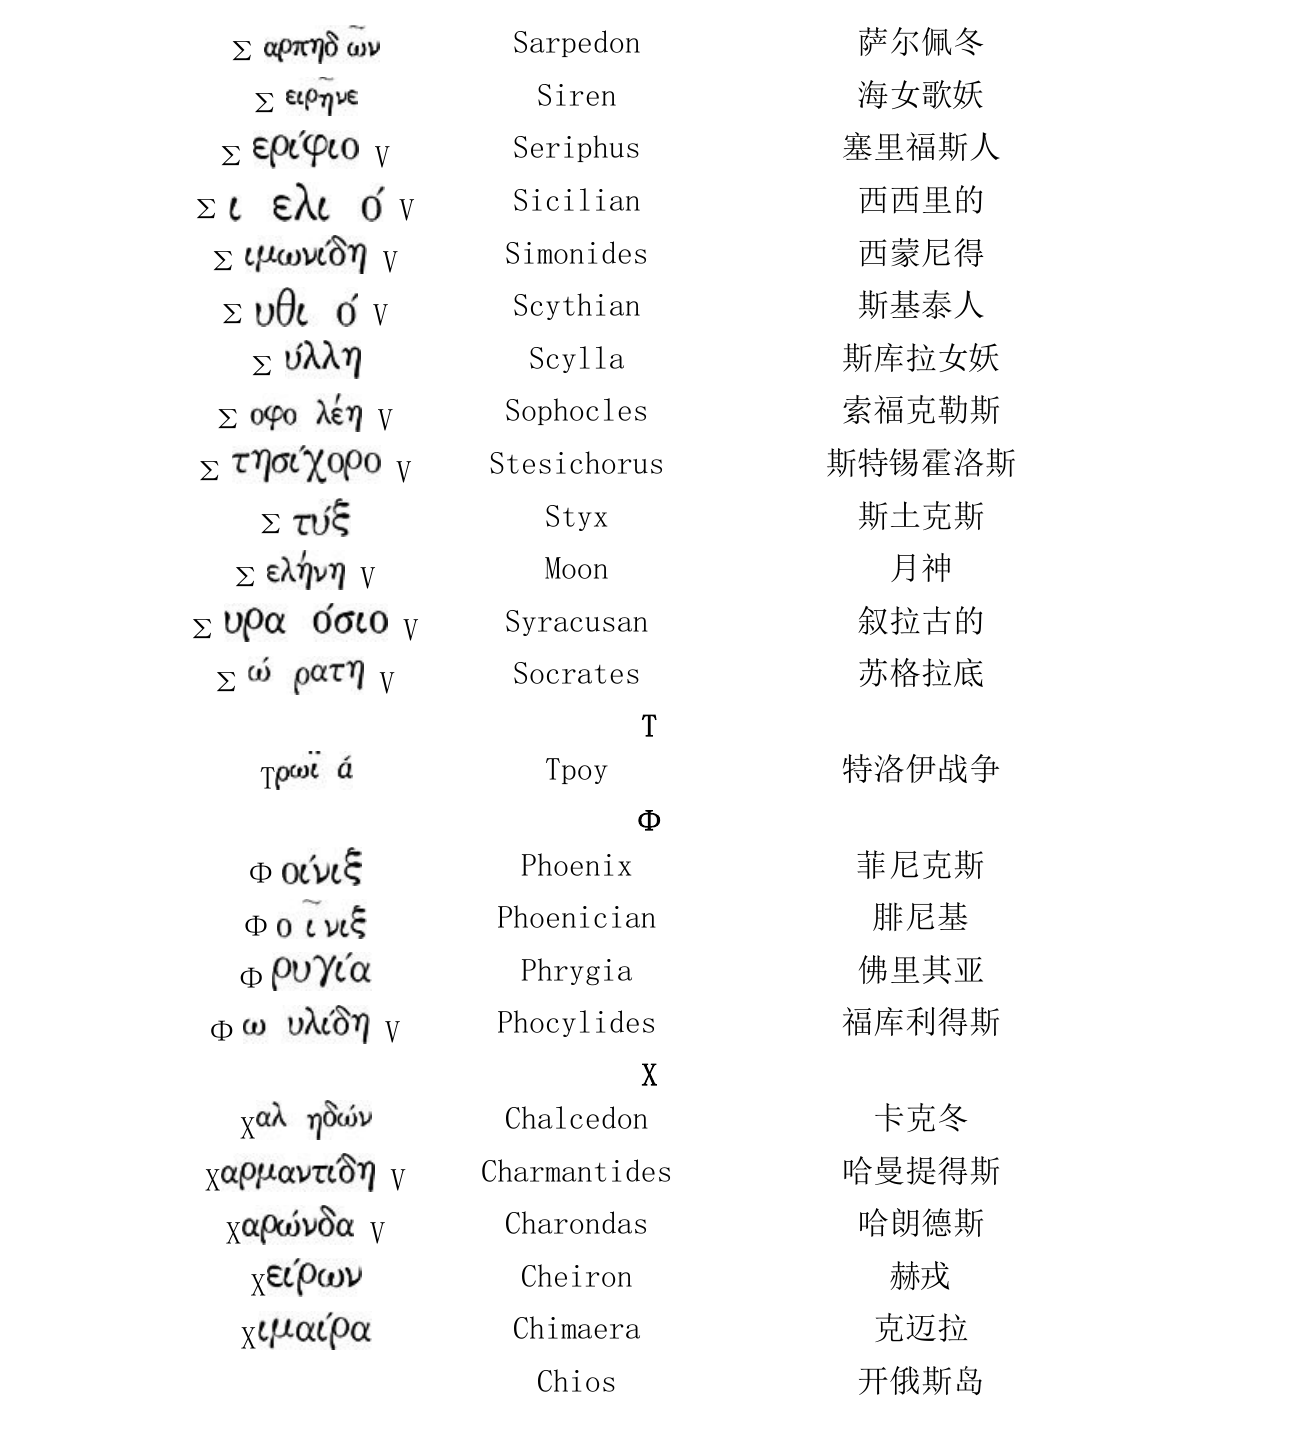 Σ αρπηδῶν Sarpedon 萨尔佩冬
Σ ειρῆνε Siren 海女歌妖
Σ ερίφιο V Seriphus 塞里福斯人
Σ ι ελι ό V Sicilian 西西里的
Σ ιμωνίδη V Simonides 西蒙尼得
Σ υθι ό V Scythian 斯基泰人
Σ ύλλη Scylla 斯库拉女妖
Σ οφο λέη V Sophocles 索福克勒斯
Σ τησίχορο V Stesichorus 斯特锡霍洛斯
Σ τύξ Styx 斯土克斯
Σ ελήνη V Moon 月神
Σ υρα όσιο V Syracusan 叙拉古的
Σ ώ ρατη V Socrates 苏格拉底
T
Tρωϊ ά Tpoy 特洛伊战争
Φ
Φ οίνιξ Phoenix 菲尼克斯
Φ ο ῖ νιξ Phoenician 腓尼基
Φ ρυγία Phrygia 佛里其亚
Φ ω υλίδη V Phocylides 福库利得斯
X
Xαλ ηδών Chalcedon 卡克冬
Xαρμαντίδη V Charmantides 哈曼提得斯
Xαρώνδα V Charondas 哈朗德斯
Xείρων Cheiron 赫戎
Xιμαίρα Chimaera 克迈拉
Chios 开俄斯岛